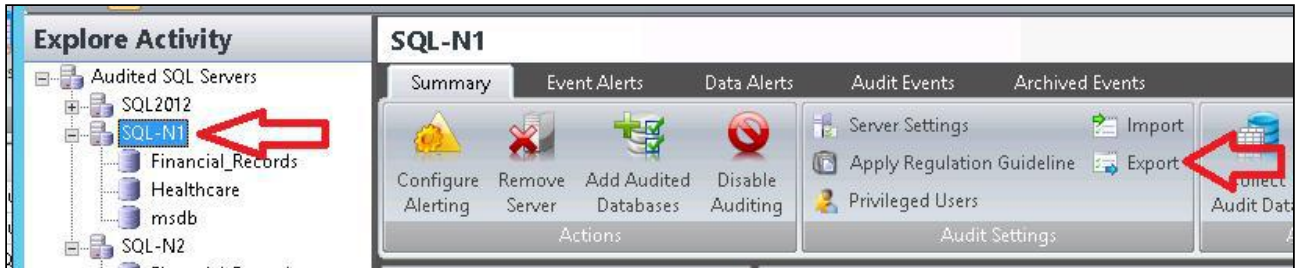 Explore Activity
Audited SQL Servers
SQL2012
SQL-N1
Financial_Records
Healthcare
msdb
SQL-N2
SQL-N1
Summary Event Alerts Data Alerts Audit Events Archived Events
Configure Alerting
Remove Server
Add Audited Databases
Disable Auditing
Actions
Server Settings
Apply Regulation Guideline
Privileged Users
Import
Export
Audit Settings
Audit Dat